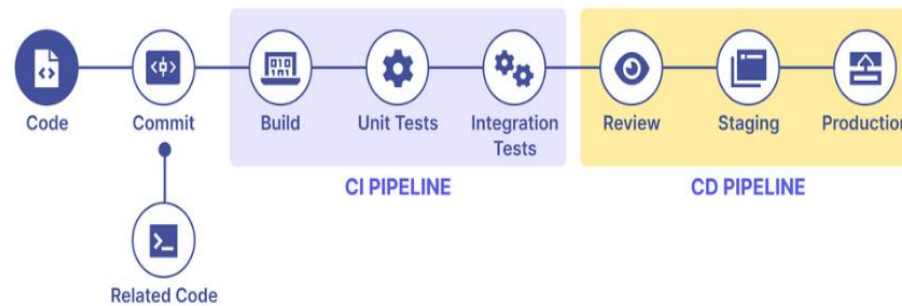 Code
Commit
Build
Unit Tests
Integration
Tests
Review
Staging
Production
CI PIPELINE
CD PIPELINE
Related Code